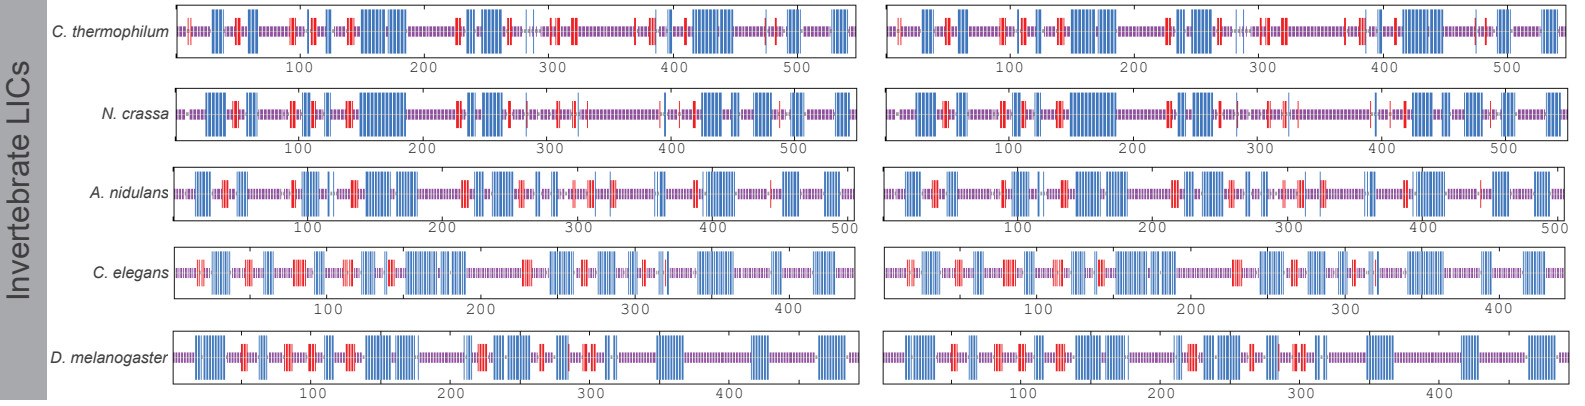 Invertebrate LICs
C. thermophilum
100 200 300 400 500 100 200 300 400 500
N. crassa
100 200 300 400 500 100 200 300 400 500
A. nidulans
100 200 300 400 500 100 200 300 400 500
C. elegans
100 200 300 400 100 200 300 400
D. melanogaster
100 200 300 400 100 200 300 400